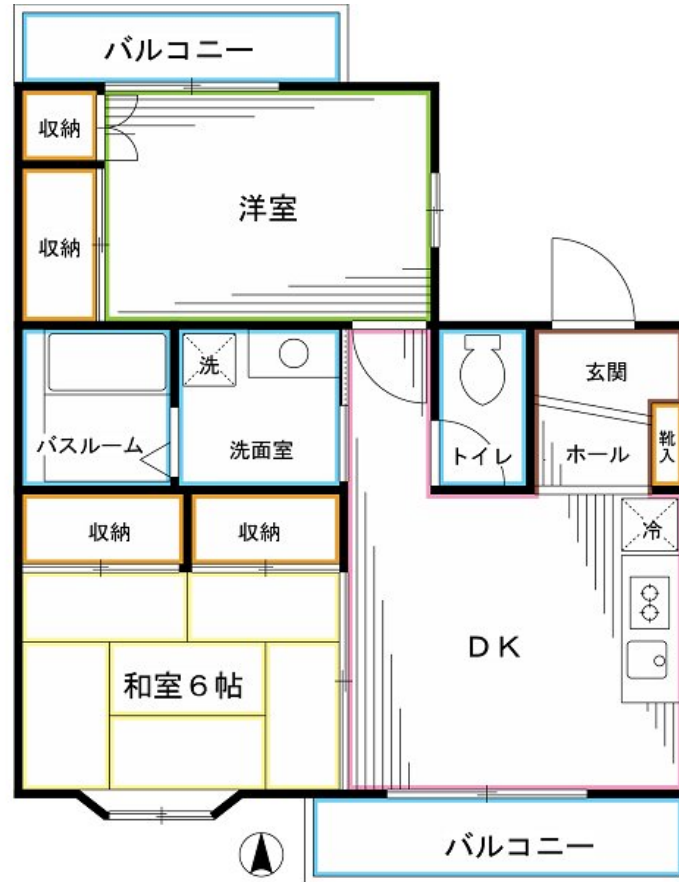 バルコニー
収納
洋室
収納
玄関
洗
バスルーム
洗面室
トイレ
ホール
靴入
収納
収納
冷
DK
和室6帖
バルコニー